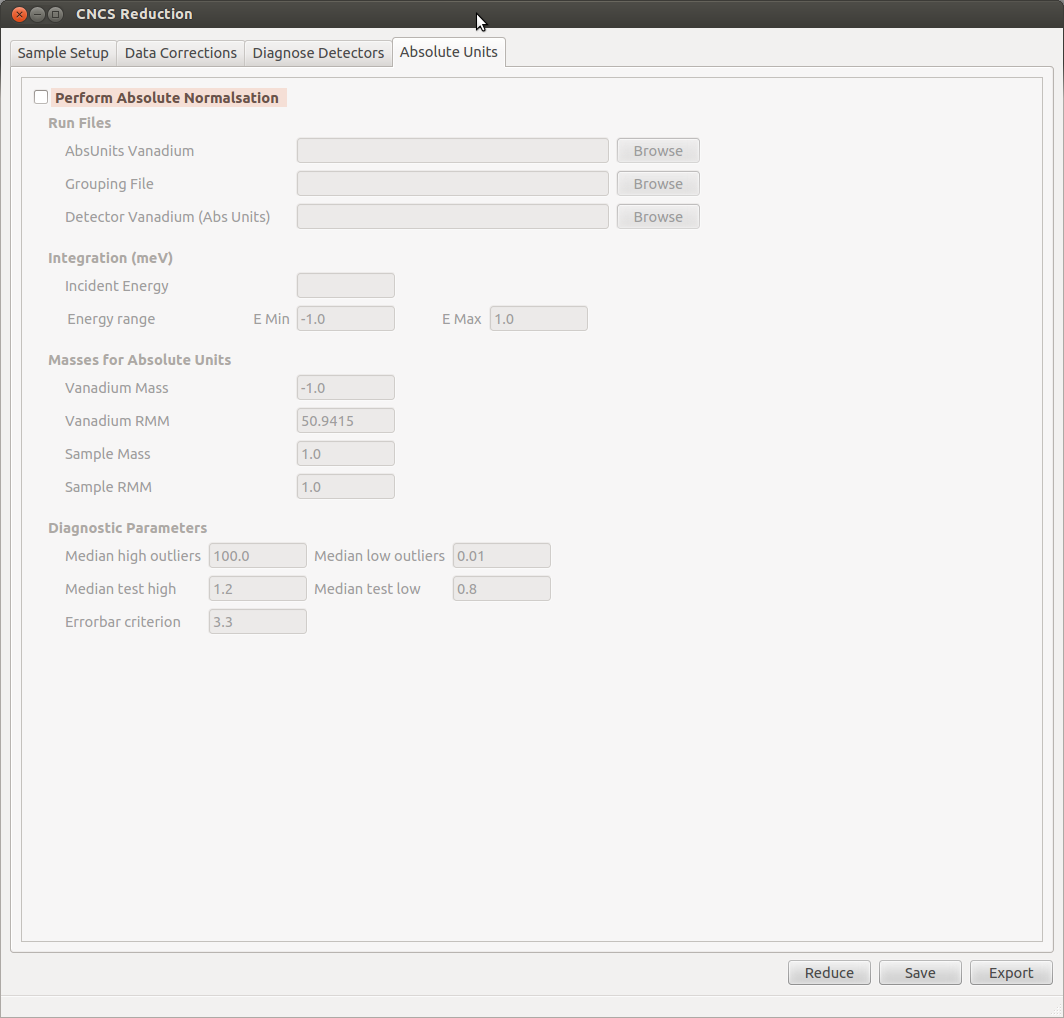 CNCS Reduction
Sample Setup Data Corrections Diagnose Detectors Absolute Units
Perform Absolute Normalsation
Run Files
AbsUnits Vanadium Browse
Grouping File Browse
Detector Vanadium (Abs Units) Browse
Integration (meV)
Incident Energy
Energy range E Min -1.0 E Max 1.0
Masses for Absolute Units
Vanadium Mass -1.0
Vanadium RMM 50.9415
Sample Mass 1.0
Sample RMM 1.0
Diagnostic Parameters
Median high outliers 100.0 Median low outliers 0.01
Median test high 1.2 Median test low 0.8
Errorbar criterion 3.3
Reduce Save Export